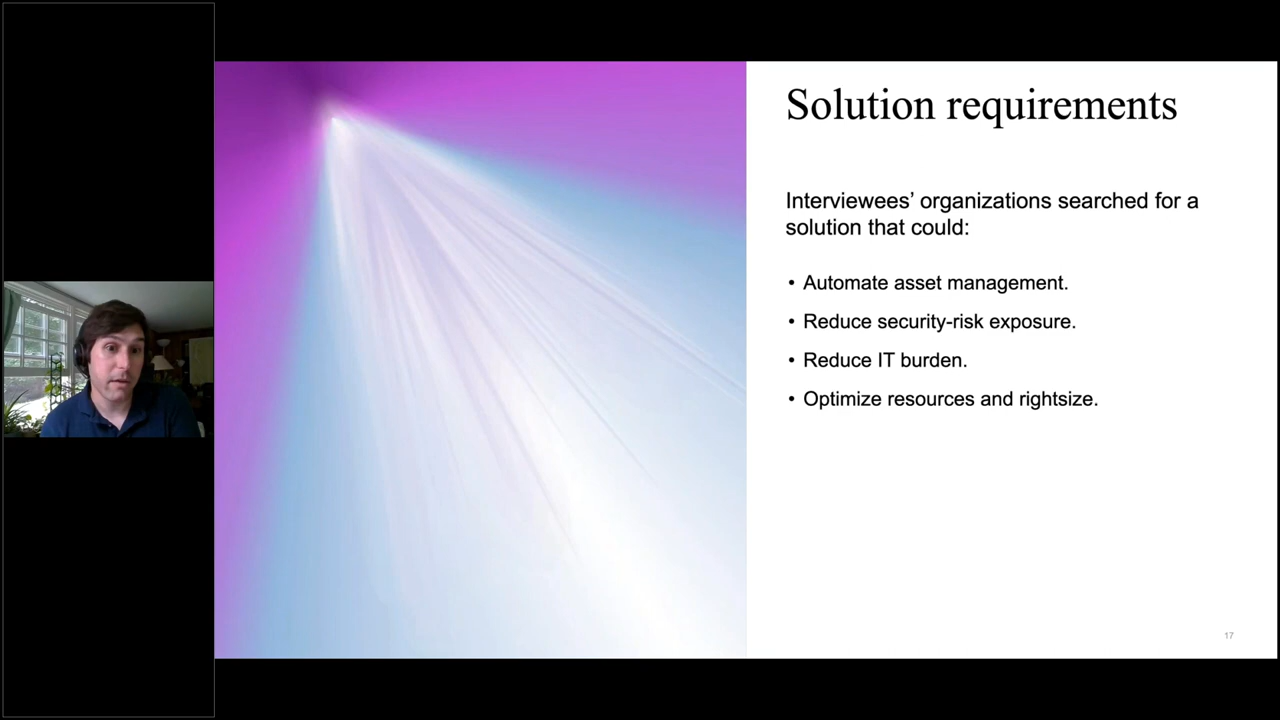 Solution requirements
Interviewees’ organizations searched for a
solution that could:
• Automate asset management.
• Reduce security-risk exposure.
• Reduce IT burden.
• Optimize resources and rightsize.
17